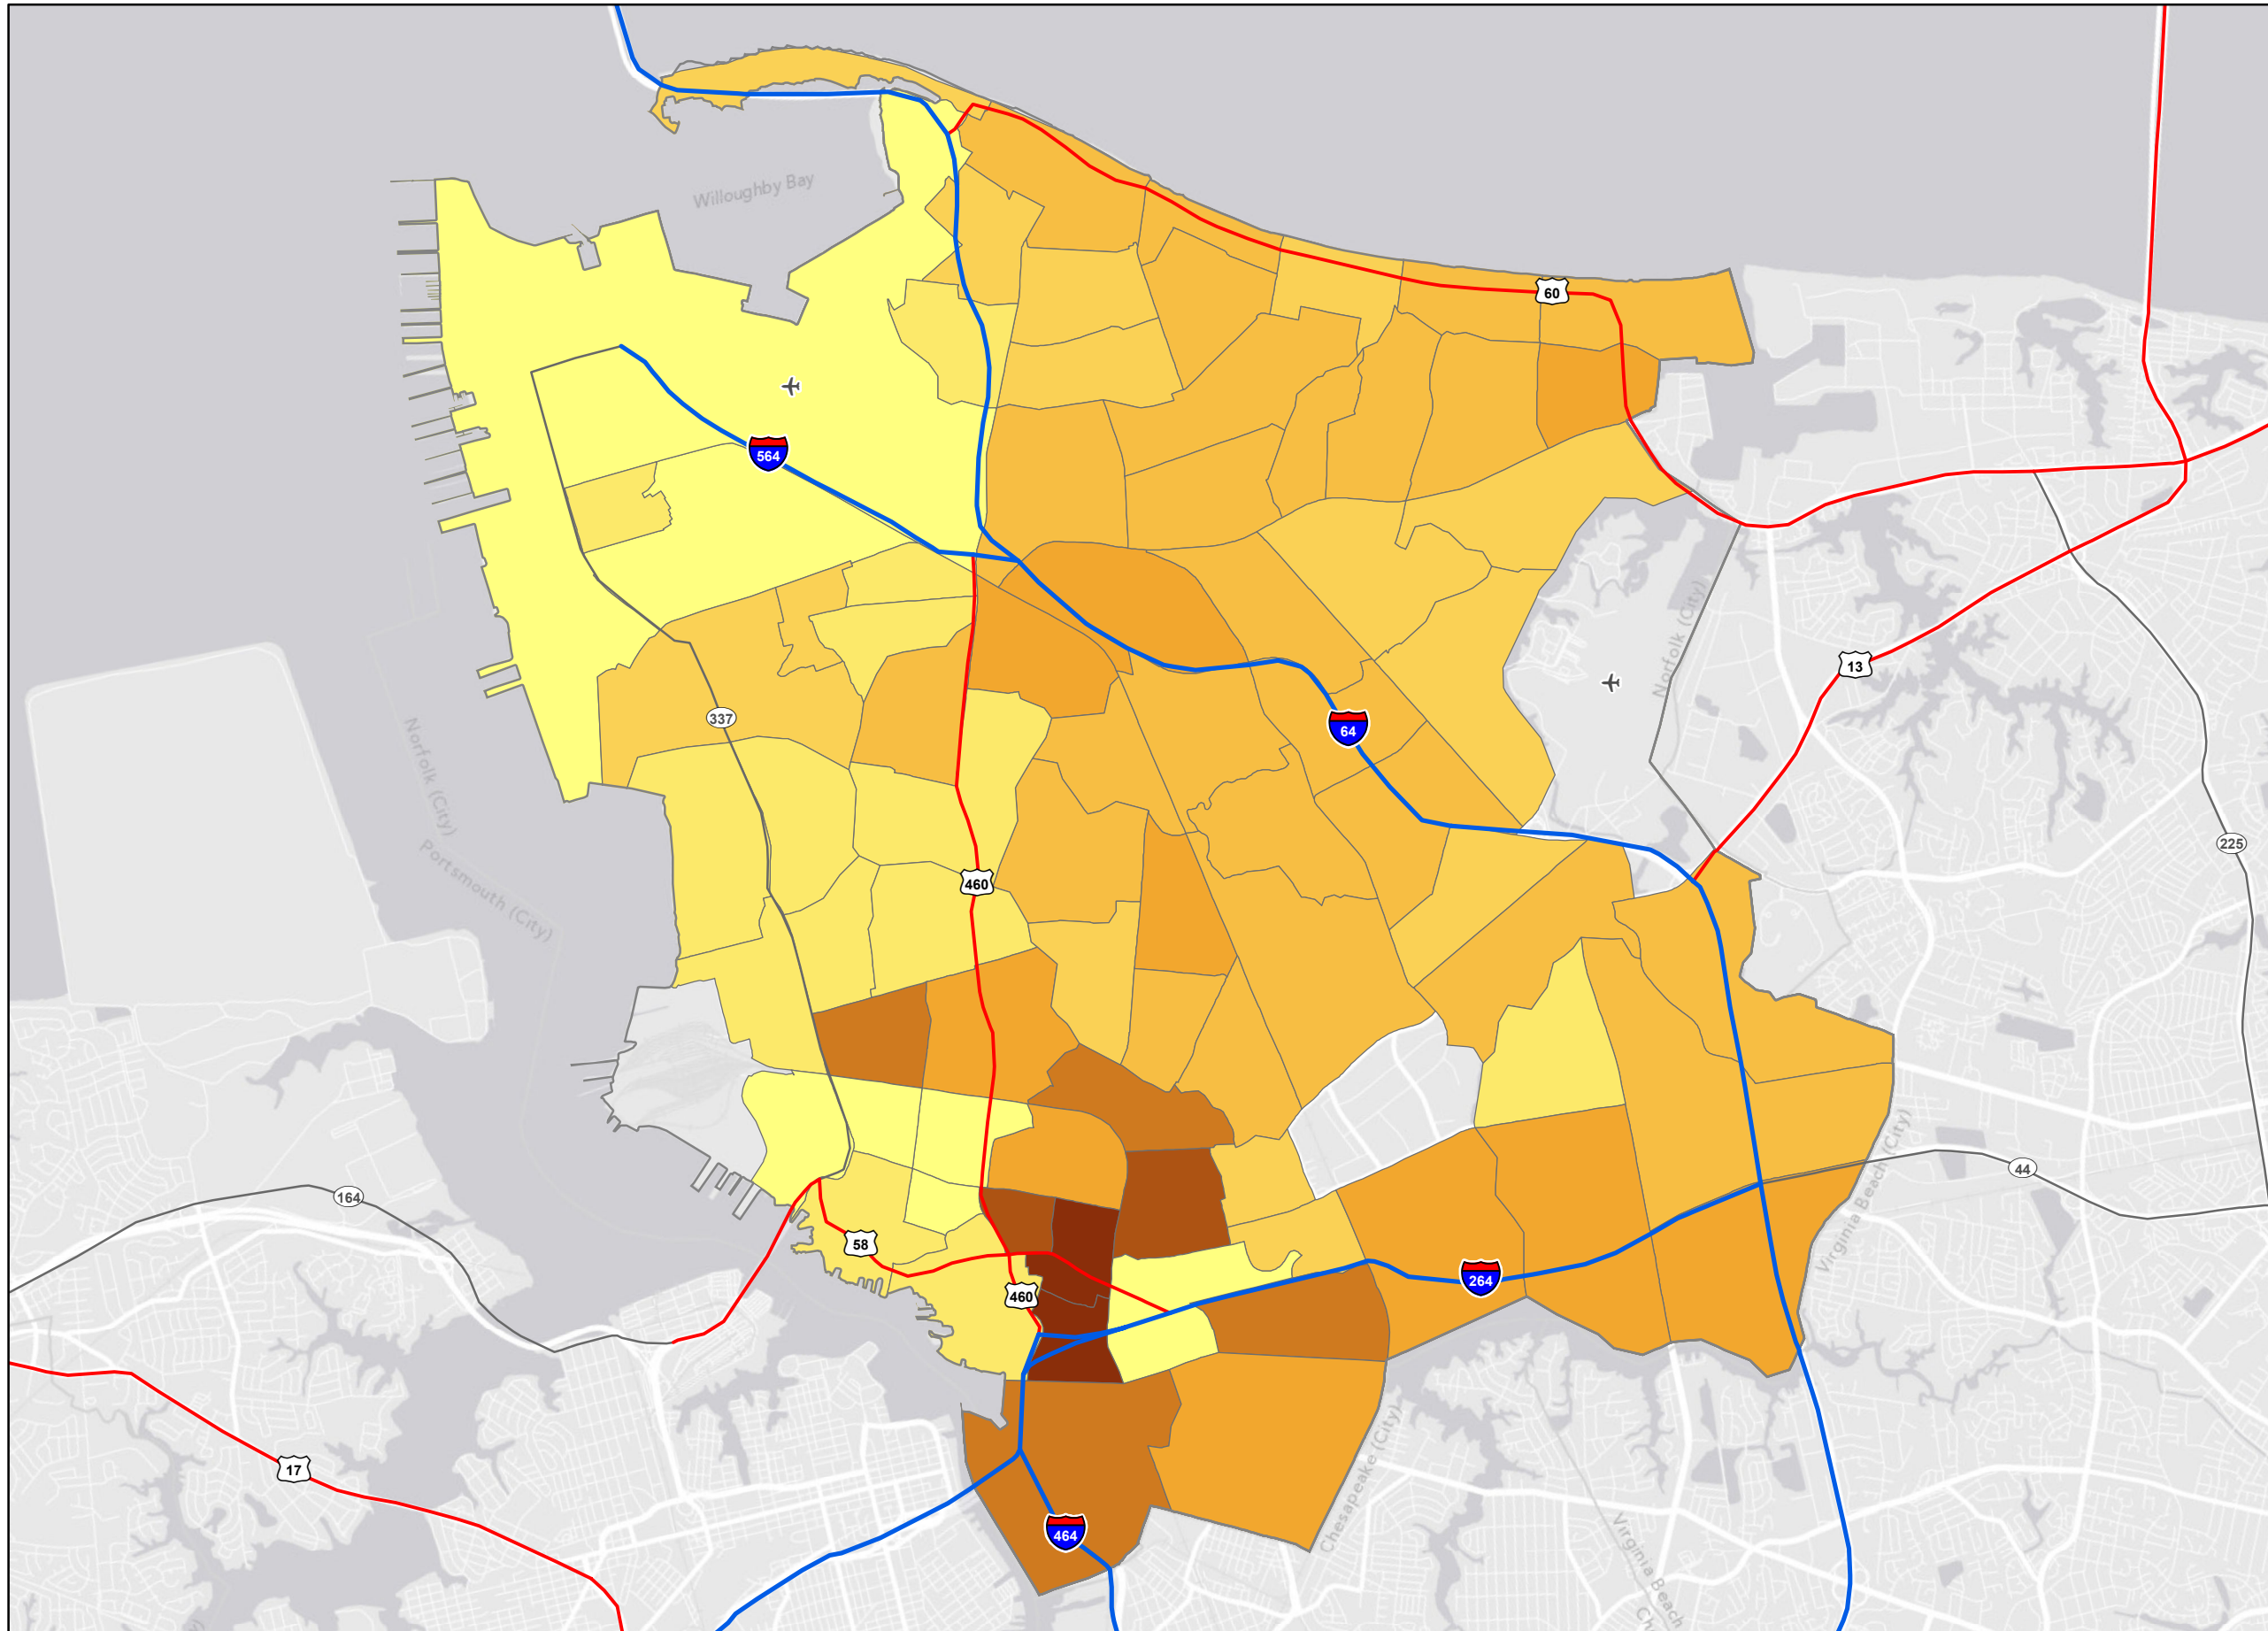 Willoughby Bay
60
564
Norfolk (City)
13
337
64
Norfolk (City)
225
Portsmouth (City)
460
44
164
Virginia Beach (City)
58
264
460
Chesapeake (City)
17
464
Virginia Beach